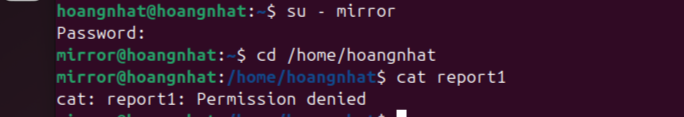 hoangnhat@hoangnhat:~$ su - mirror
Password:
mirror@hoangnhat:~$ cd /home/hoangnhat
mirror@hoangnhat:/home/hoangnhat$ cat report1
cat: report1: Permission denied